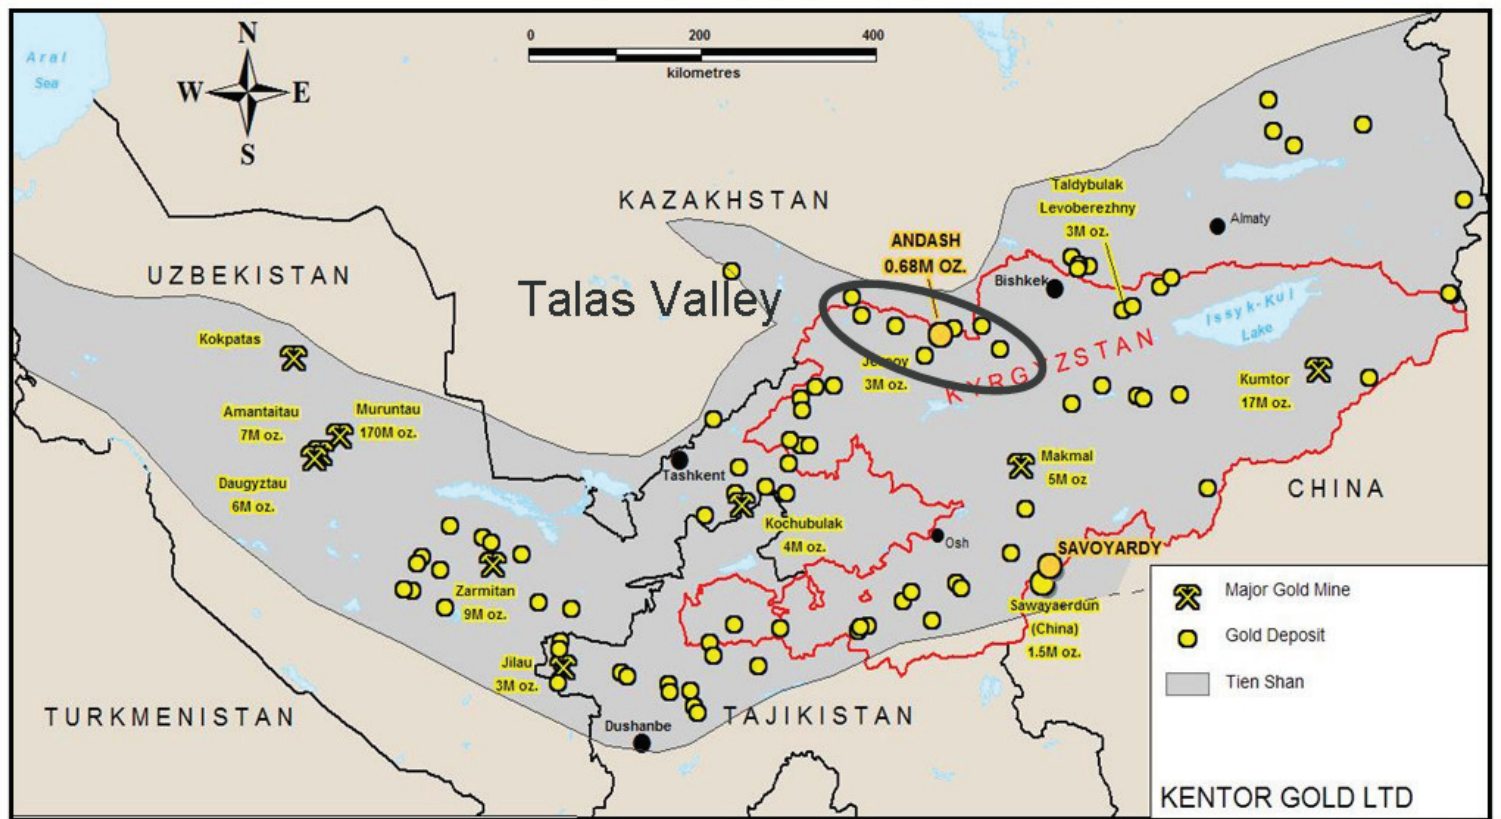 Aral
Sea
N
W
E
S
0
200
400
kilometres
KAZAKHSTAN
UZBEKISTAN
Talas Valley
ANDASH
0.68M OZ.
Taldybulak
Levoberezhny
3M oz.
Almaty
Bishkek
Issyk-Kul
Lake
Jerooy
3M oz.
KYRGYZSTAN
Kumtor
17M oz.
Kokpatas
Amantaitau
7M oz.
Muruntau
170M oz.
Daugyztau
6M oz.
Tashkent
Makmal
5M oz
CHINA
Kochubulak
4M oz.
Osh
SAVOYARDY
Zarmitan
9M oz.
Sawayaerdun
(China)
1.5M oz.
Jilau
3M oz.
TURKMENISTAN
Dushanbe
TAJIKISTAN
Major Gold Mine
Gold Deposit
Tien Shan
KENTOR GOLD LTD